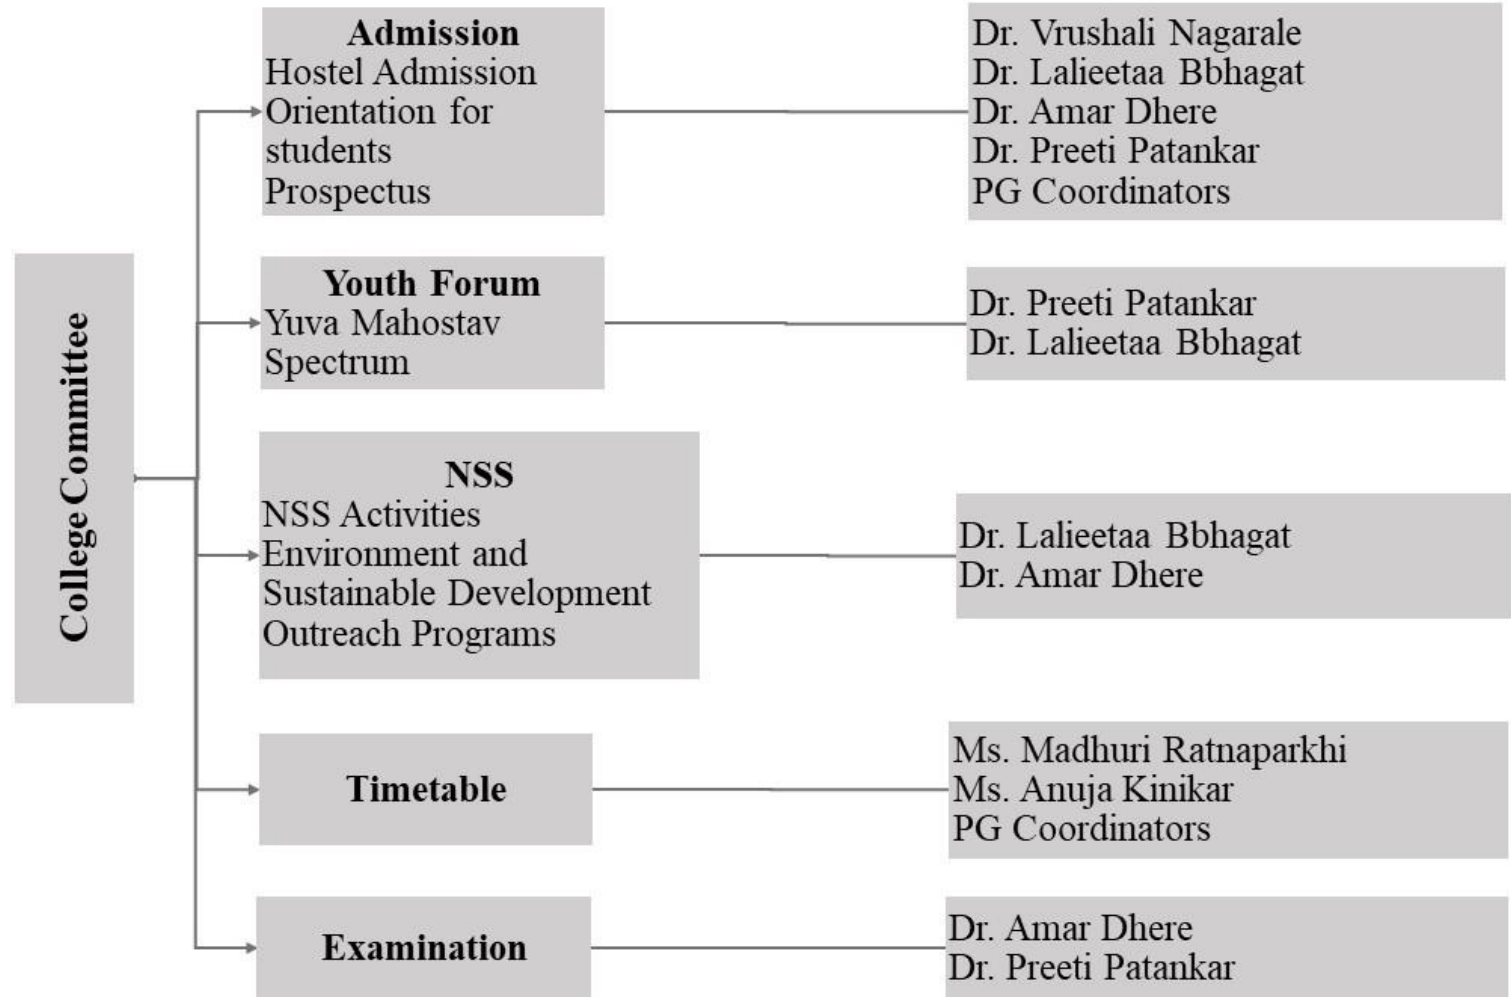 College Committee
Admission
Hostel Admission
Orientation for
students
Prospectus
Dr. Vrushali Nagarale
Dr. Lalieetaa Bbhagat
Dr. Amar Dhere
Dr. Preeti Patankar
PG Coordinators
Youth Forum
Yuva Mahostav
Spectrum
Dr. Preeti Patankar
Dr. Lalieetaa Bbhagat
NSS
NSS Activities
Environment and
Sustainable Development
Outreach Programs
Dr. Lalieetaa Bbhagat
Dr. Amar Dhere
Timetable
Ms. Madhuri Ratnaparkhi
Ms. Anuja Kinikar
PG Coordinators
Examination
Dr. Amar Dhere
Dr. Preeti Patankar